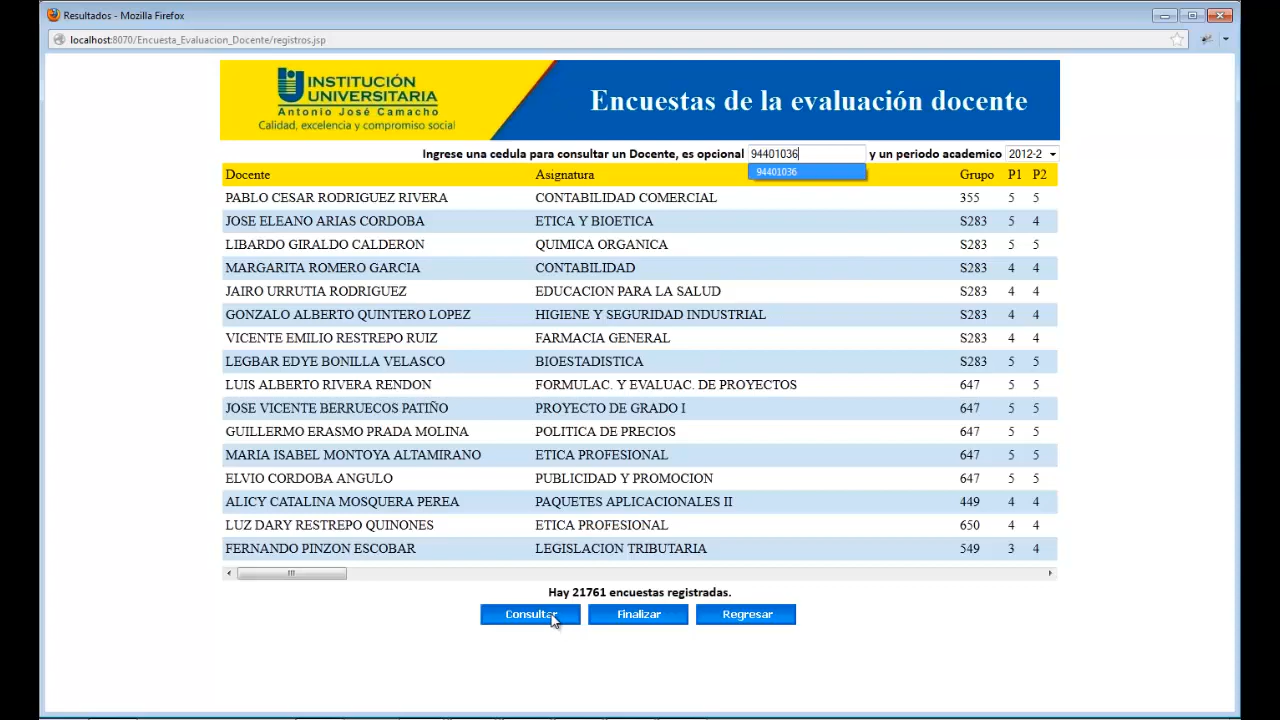 Resultados - Mozilla Firefox
localhost:8070/Encuesta_Evaluacion_Docente/registros.jsp
INSTITUCIÓN
UNIVERSITARIA
Antonio José Camacho
Calidad, excelencia y compromiso social
Encuestas de la evaluación docente
Ingrese una cedula para consultar un Docente, es opcional 94401036 y un periodo academico 2012-2
94401036
Docente Asignatura Grupo P1 P2
PABLO CESAR RODRIGUEZ RIVERA CONTABILIDAD COMERCIAL 355 5 5
JOSE ELEANO ARIAS CORDOBA ETICA Y BIOETICA S283 5 4
LIBARDO GIRALDO CALDERON QUIMICA ORGANICA S283 5 5
MARGARITA ROMERO GARCIA CONTABILIDAD S283 4 4
JAIRO URRUTIA RODRIGUEZ EDUCACION PARA LA SALUD S283 4 4
GONZALO ALBERTO QUINTERO LOPEZ HIGIENE Y SEGURIDAD INDUSTRIAL S283 4 4
VICENTE EMILIO RESTREPO RUIZ FARMACIA GENERAL S283 4 4
LEGBAR EDYE BONILLA VELASCO BIOESTADISTICA S283 5 5
LUIS ALBERTO RIVERA RENDON FORMULAC. Y EVALUAC. DE PROYECTOS 647 5 5
JOSE VICENTE BERRUECOS PATIÑO PROYECTO DE GRADO I 647 5 5
GUILLERMO ERASMO PRADA MOLINA POLITICA DE PRECIOS 647 5 5
MARIA ISABEL MONTOYA ALTAMIRANO ETICA PROFESIONAL 647 5 5
ELVIO CORDOBA ANGULO PUBLICIDAD Y PROMOCION 647 5 5
ALICY CATALINA MOSQUERA PEREA PAQUETES APLICACIONALES II 449 4 4
LUZ DARY RESTREPO QUINONES ETICA PROFESIONAL 650 4 4
FERNANDO PINZON ESCOBAR LEGISLACION TRIBUTARIA 549 3 4
Hay 21761 encuestas registradas.
Consultar Finalizar Regresar